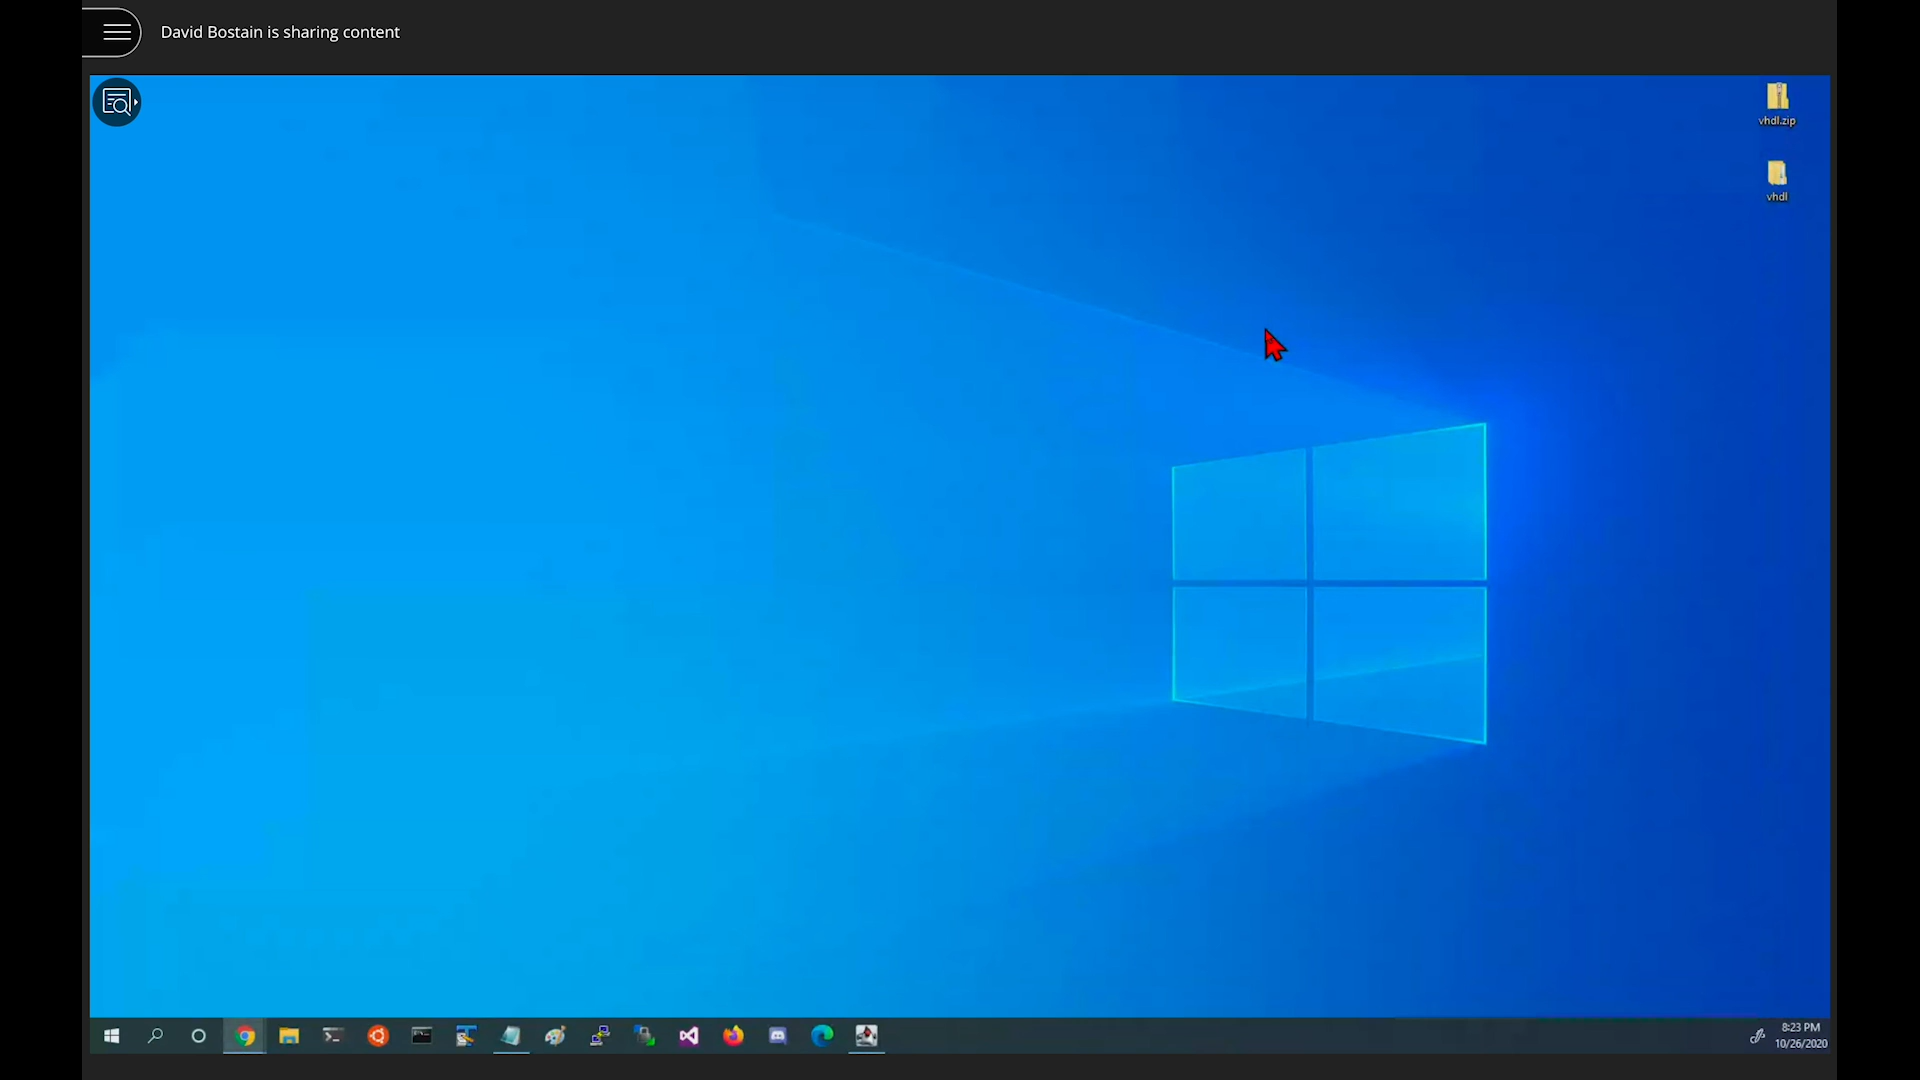 David Bostain is sharing content
vhdl.zip
vhdl
8:23 PM
10/26/2020